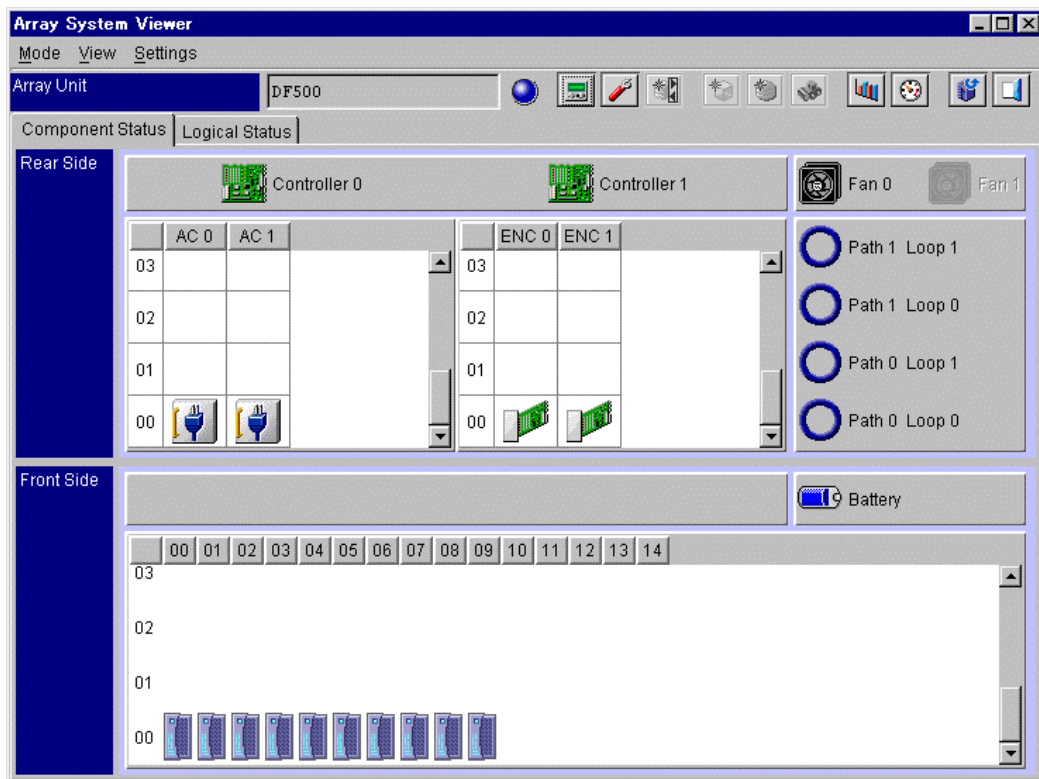 Array System Viewer
Mode View Settings
Array Unit DF500
Component Status Logical Status
Rear Side Controller 0 Controller 1 Fan 0 Fan 1
AC 0 AC 1 ENC 0 ENC 1
03 03 Path 1 Loop 1
02 02 Path 1 Loop 0
01 01 Path 0 Loop 1
00 00 Path 0 Loop 0
Front Side Battery
00 01 02 03 04 05 06 07 08 09 10 11 12 13 14
03
02
01
00